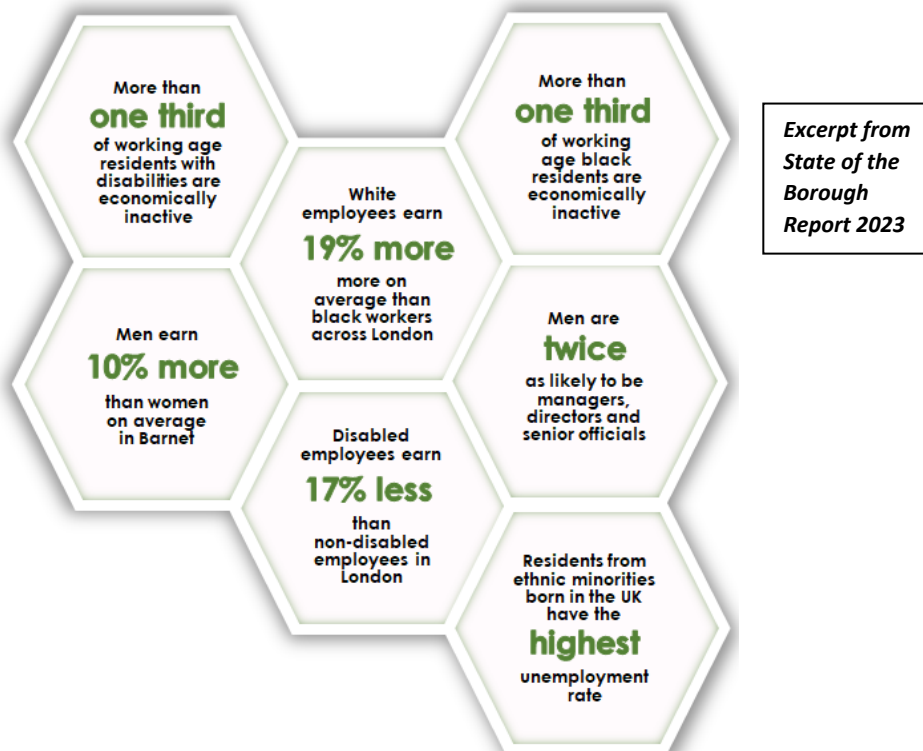 More than
one third
of working age
residents with
disabilities are
economically
inactive
More than
one third
of working
age black
residents are
economically
inactive
Excerpt from
State of the
Borough
Report 2023
White
employees earn
19% more
more on
average than
black workers
across London
Men earn
10% more
than women
on average
in Barnet
Men are
twice
as likely to be
managers,
directors and
senior officials
Disabled
employees earn
17% less
than
non-disabled
employees in
London
Residents from
ethnic minorities
born in the UK
have the
highest
unemployment
rate